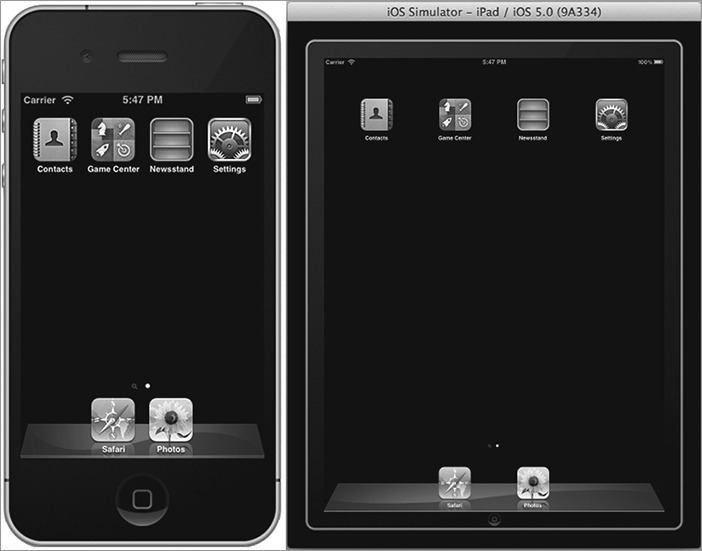 Carrier
5:47 PM
Contacts
Game Center
Newsstand
Settings
Safari
Photos
iOS Simulator - iPad / iOS 5.0 (9A334)
Carrier
5:47 PM
100%
Contacts
Game Center
Newsstand
Settings
Safari
Photos